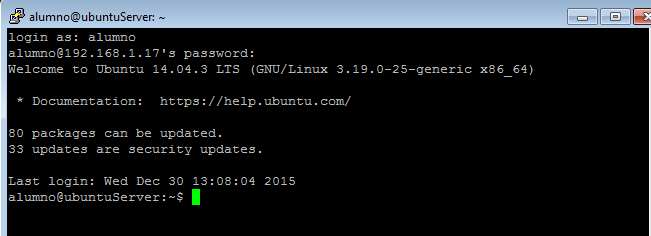 alumno@ubuntuServer: ~
login as: alumno
alumno@192.168.1.17's password:
Welcome to Ubuntu 14.04.3 LTS (GNU/Linux 3.19.0-25-generic x86_64)
* Documentation:  https://help.ubuntu.com/
80 packages can be updated.
33 updates are security updates.
Last login: Wed Dec 30 13:08:04 2015
alumno@ubuntuServer:~$